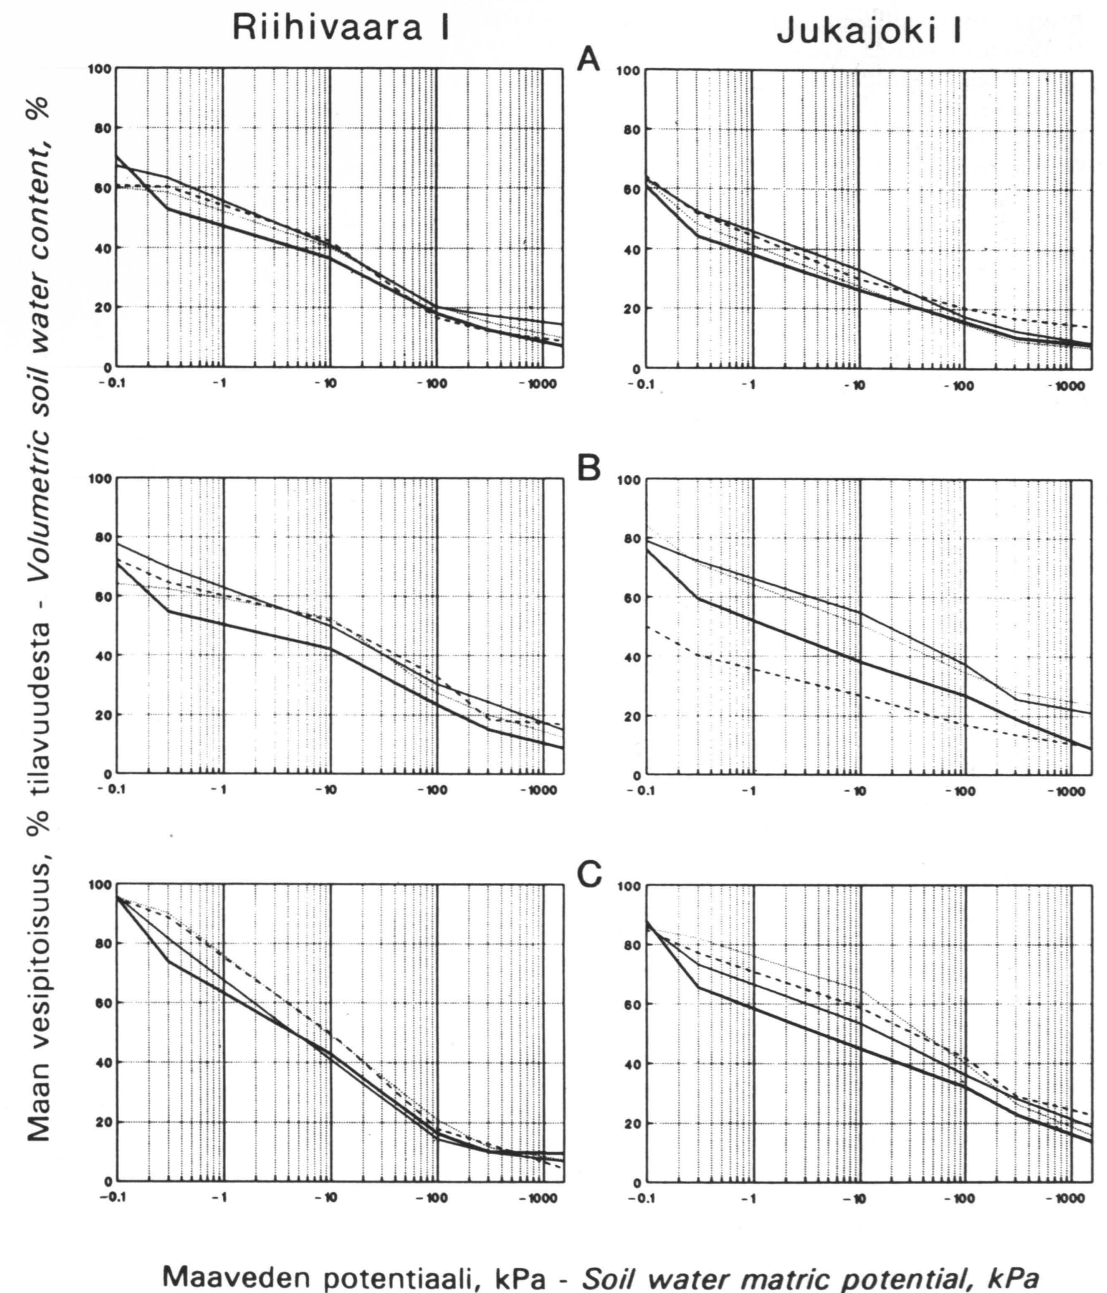 Riihivaara I
Jukajoki I
Maan vesipitoisuus, % tilavuudesta - Volumetric soil water content, %
A
100
80
60
40
20
0
-0.1 -1 -10 -100 -1000
100
80
60
40
20
0
-0.1 -1 -10 -100 -1000
B
100
80
60
40
20
0
-0.1 -1 -10 -100 -1000
100
80
60
40
20
0
-0.1 -1 -10 -100 -1000
C
100
80
60
40
20
0
-0.1 -1 -10 -100 -1000
100
80
60
40
20
0
-0.1 -1 -10 -100 -1000
Maaveden potentiaali, kPa - Soil water matric potential, kPa